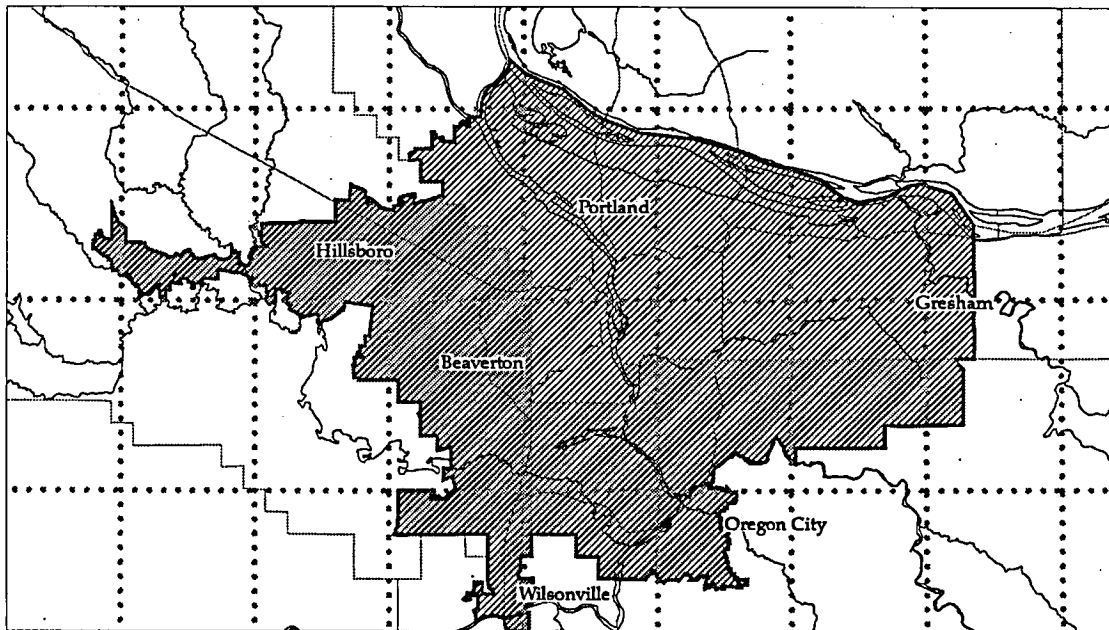 Portland
Hillsboro
Gresham
Beaverton
Oregon City
Wilsonville